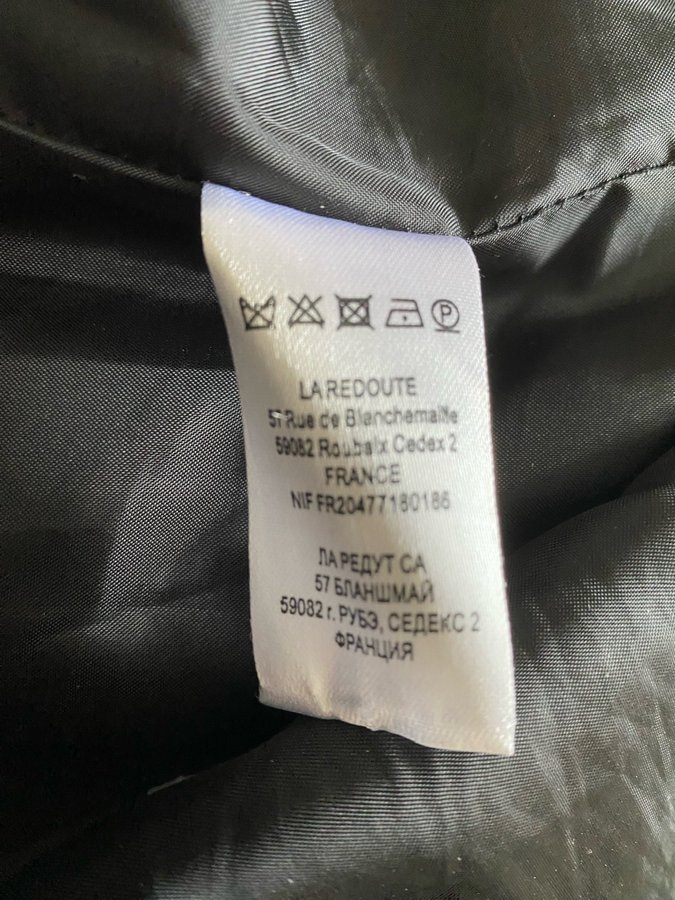 P
LA REDOUTE
57 Rue de Blanchemaille
59082 Roubaix Cedex 2
FRANCE
NIF FR20477180186
ЛА РЕДУТ СА
57 БЛАНШМАЙ
59082 г. РУБЭ, СЕДЕКС 2
ФРАНЦИЯ